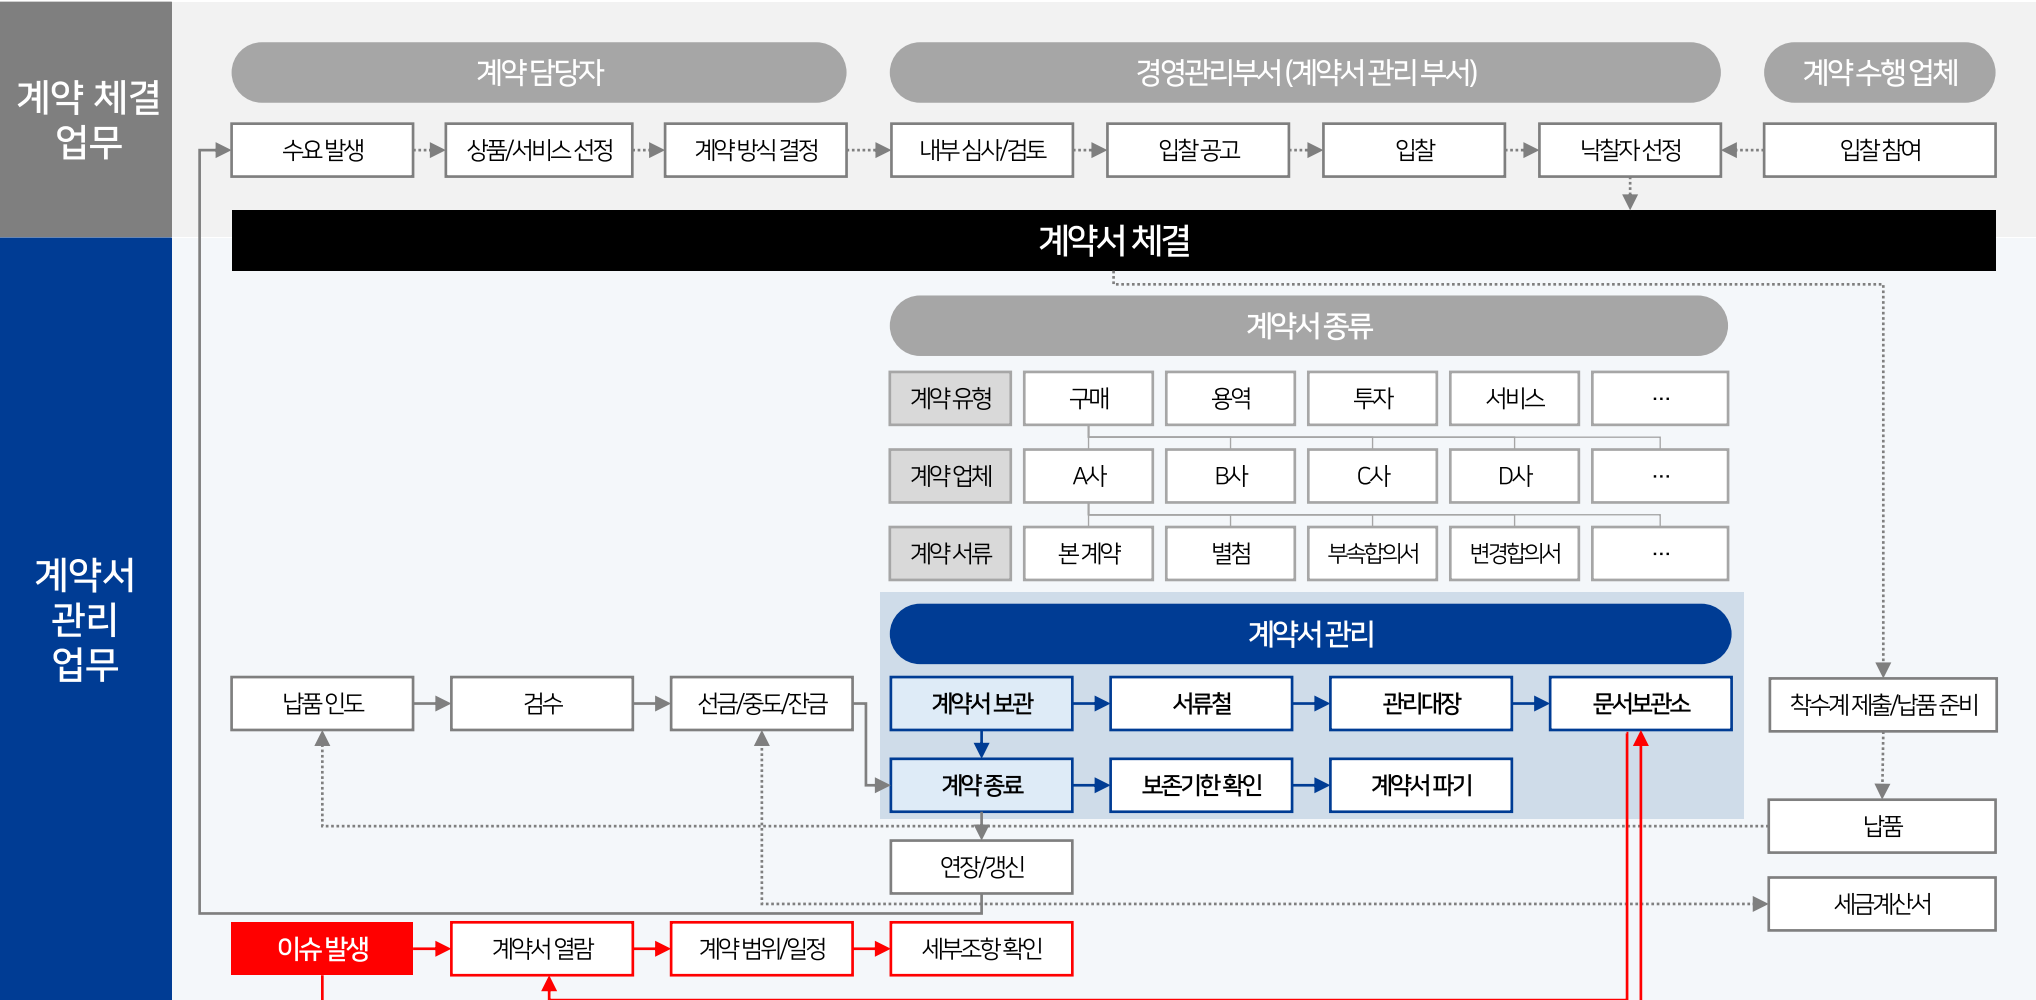 계약 체결
업무
계약 담당자
경영관리부서 (계약서 관리 부서)
계약 수행 업체
수요 발생
상품/서비스 선정
계약 방식 결정
내부 심사/검토
입찰 공고
입찰
낙찰자 선정
입찰 참여
계약서 체결
계약서
관리
업무
계약서 종류
계약 유형
구매
용역
투자
서비스
...
계약 업체
A사
B사
C사
D사
...
계약 서류
본 계약
별첨
부속합의서
변경합의서
...
계약서 관리
납품 인도
검수
선금/중도/잔금
계약서 보관
서류철
관리대장
문서보관소
착수계 제출/납품 준비
계약 종료
보존기한 확인
계약서 파기
납품
연장/갱신
세금계산서
이슈 발생
계약서 열람
계약 범위/일정
세부조항 확인